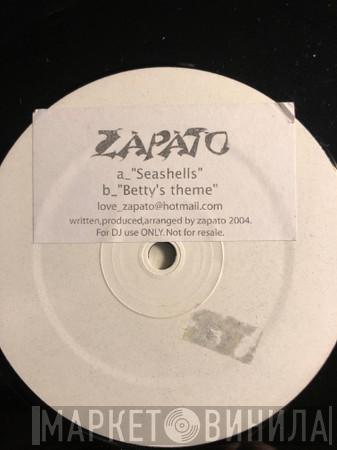 ZAPATO
a_"Seashells"
b_"Betty's theme"
love_zapato@hotmail.com
written,produced,arranged by zapato 2004.
For DJ use ONLY. Not for resale.
МАРКЕТ ВИНИЛА